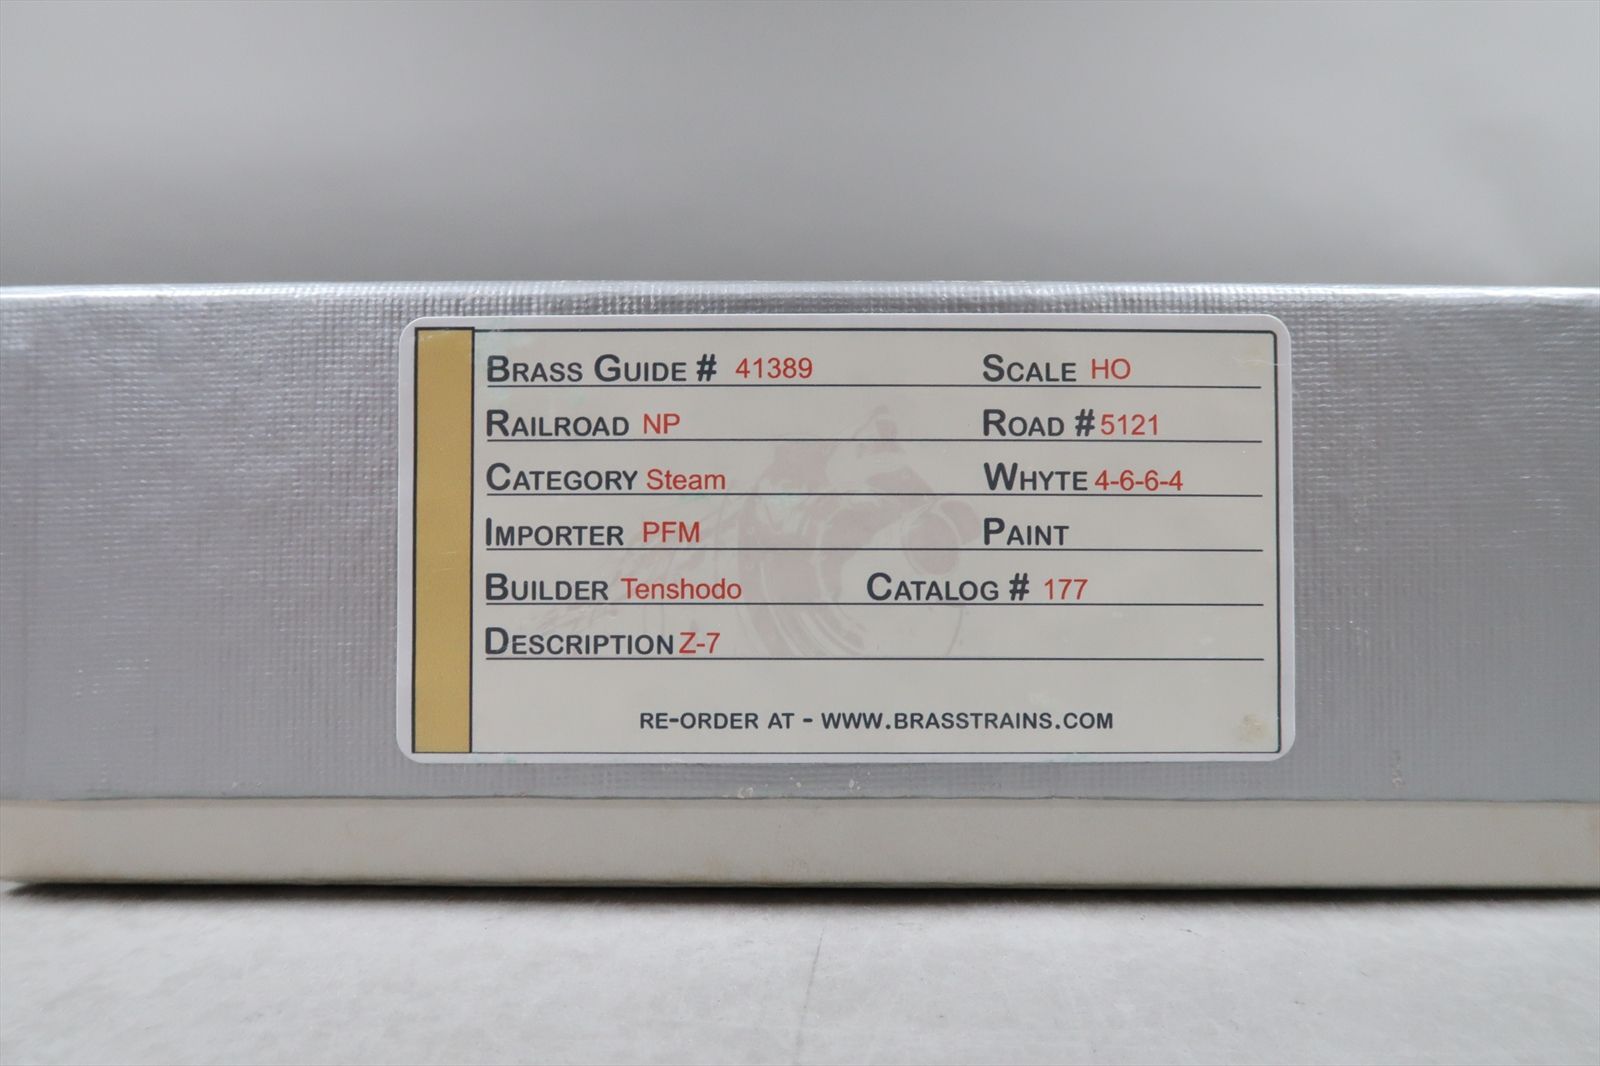 BRASS GUIDE # 41389 SCALE HO
RAILROAD NP ROAD # 5121
CATEGORY Steam WHYTE 4-6-6-4
IMPORTER PFM PAINT
BUILDER Tenshodo CATALOG # 177
DESCRIPTION Z-7
RE-ORDER AT - WWW.BRASSTRAINS.COM